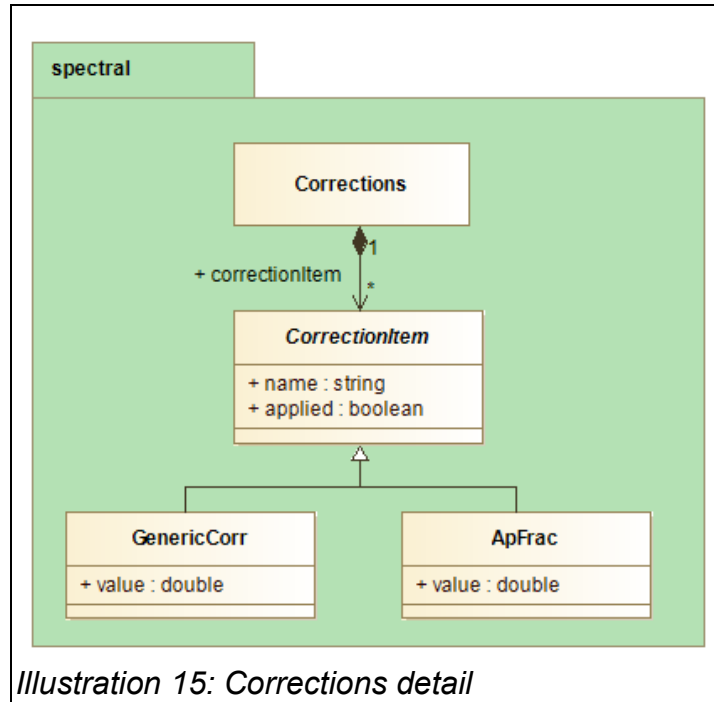 spectral
Corrections
1
+ correctionItem
*
CorrectionItem
+ name : string
+ applied : boolean
GenericCorr
+ value : double
ApFrac
+ value : double
Illustration 15: Corrections detail